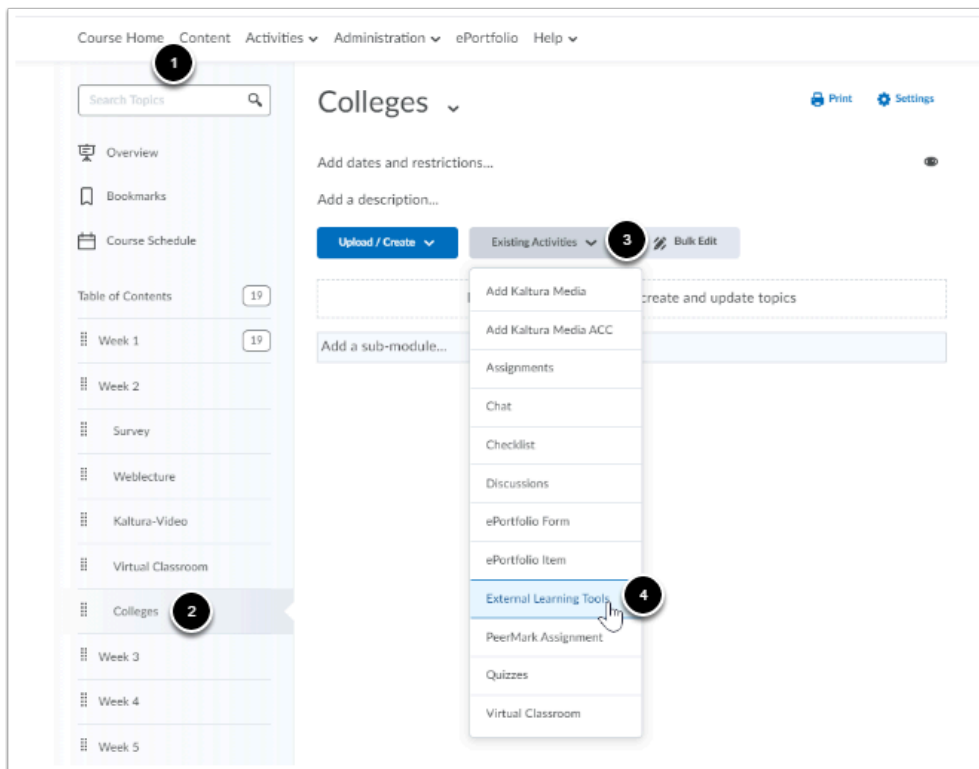 Course Home Content Activities Administration ePortfolio Help
1
Search Topics
Overview
Bookmarks
Course Schedule
Table of Contents 19
Week 1 19
Week 2
Survey
Weblecture
Kaltura-Video
Virtual Classroom
Colleges 2
Week 3
Week 4
Week 5
Colleges
Print Settings
Add dates and restrictions...
Add a description...
Upload / Create Existing Activities 3 Bulk Edit
create and update topics
Add a sub-module...
Add Kaltura Media
Add Kaltura Media ACC
Assignments
Chat
Checklist
Discussions
ePortfolio Form
ePortfolio Item
External Learning Tools 4
PeerMark Assignment
Quizzes
Virtual Classroom